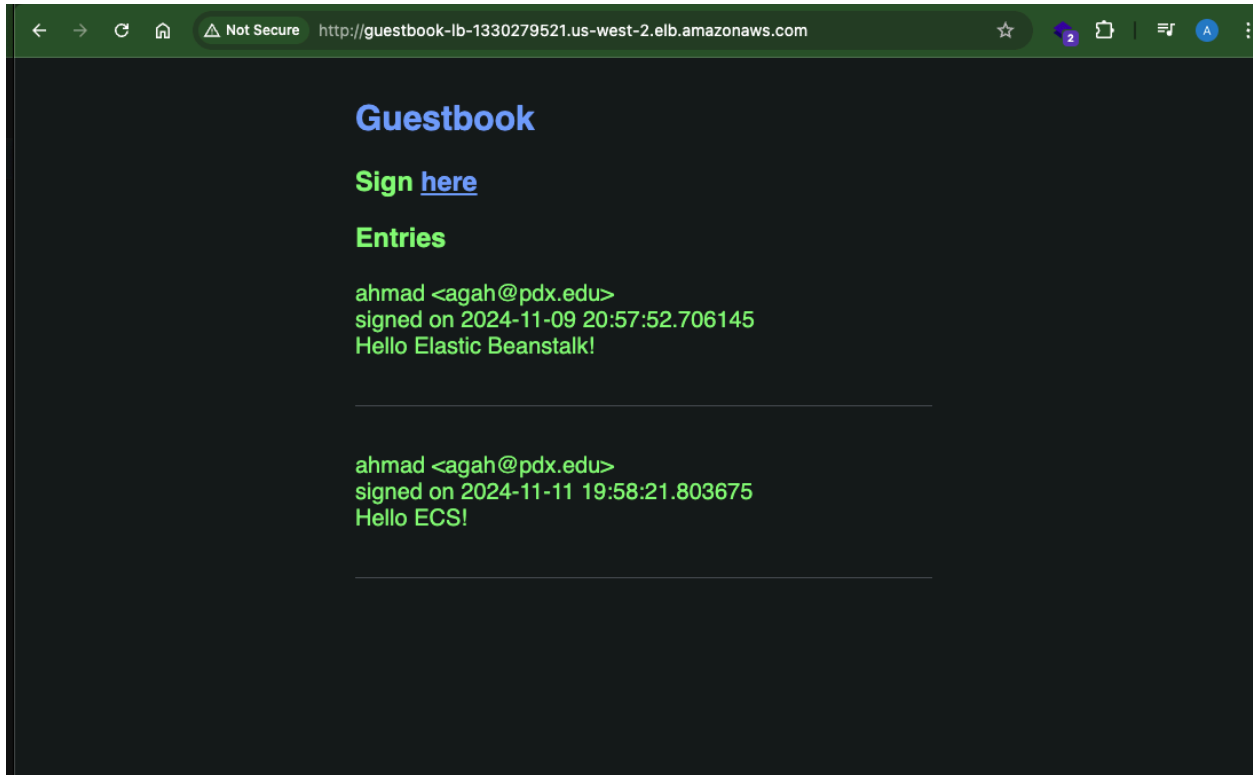 Not Secure http://guestbook-lb-1330279521.us-west-2.elb.amazonaws.com 2 A
Guestbook
Sign here
Entries
ahmad <agah@pdx.edu>
signed on 2024-11-09 20:57:52.706145
Hello Elastic Beanstalk!
ahmad <agah@pdx.edu>
signed on 2024-11-11 19:58:21.803675
Hello ECS!